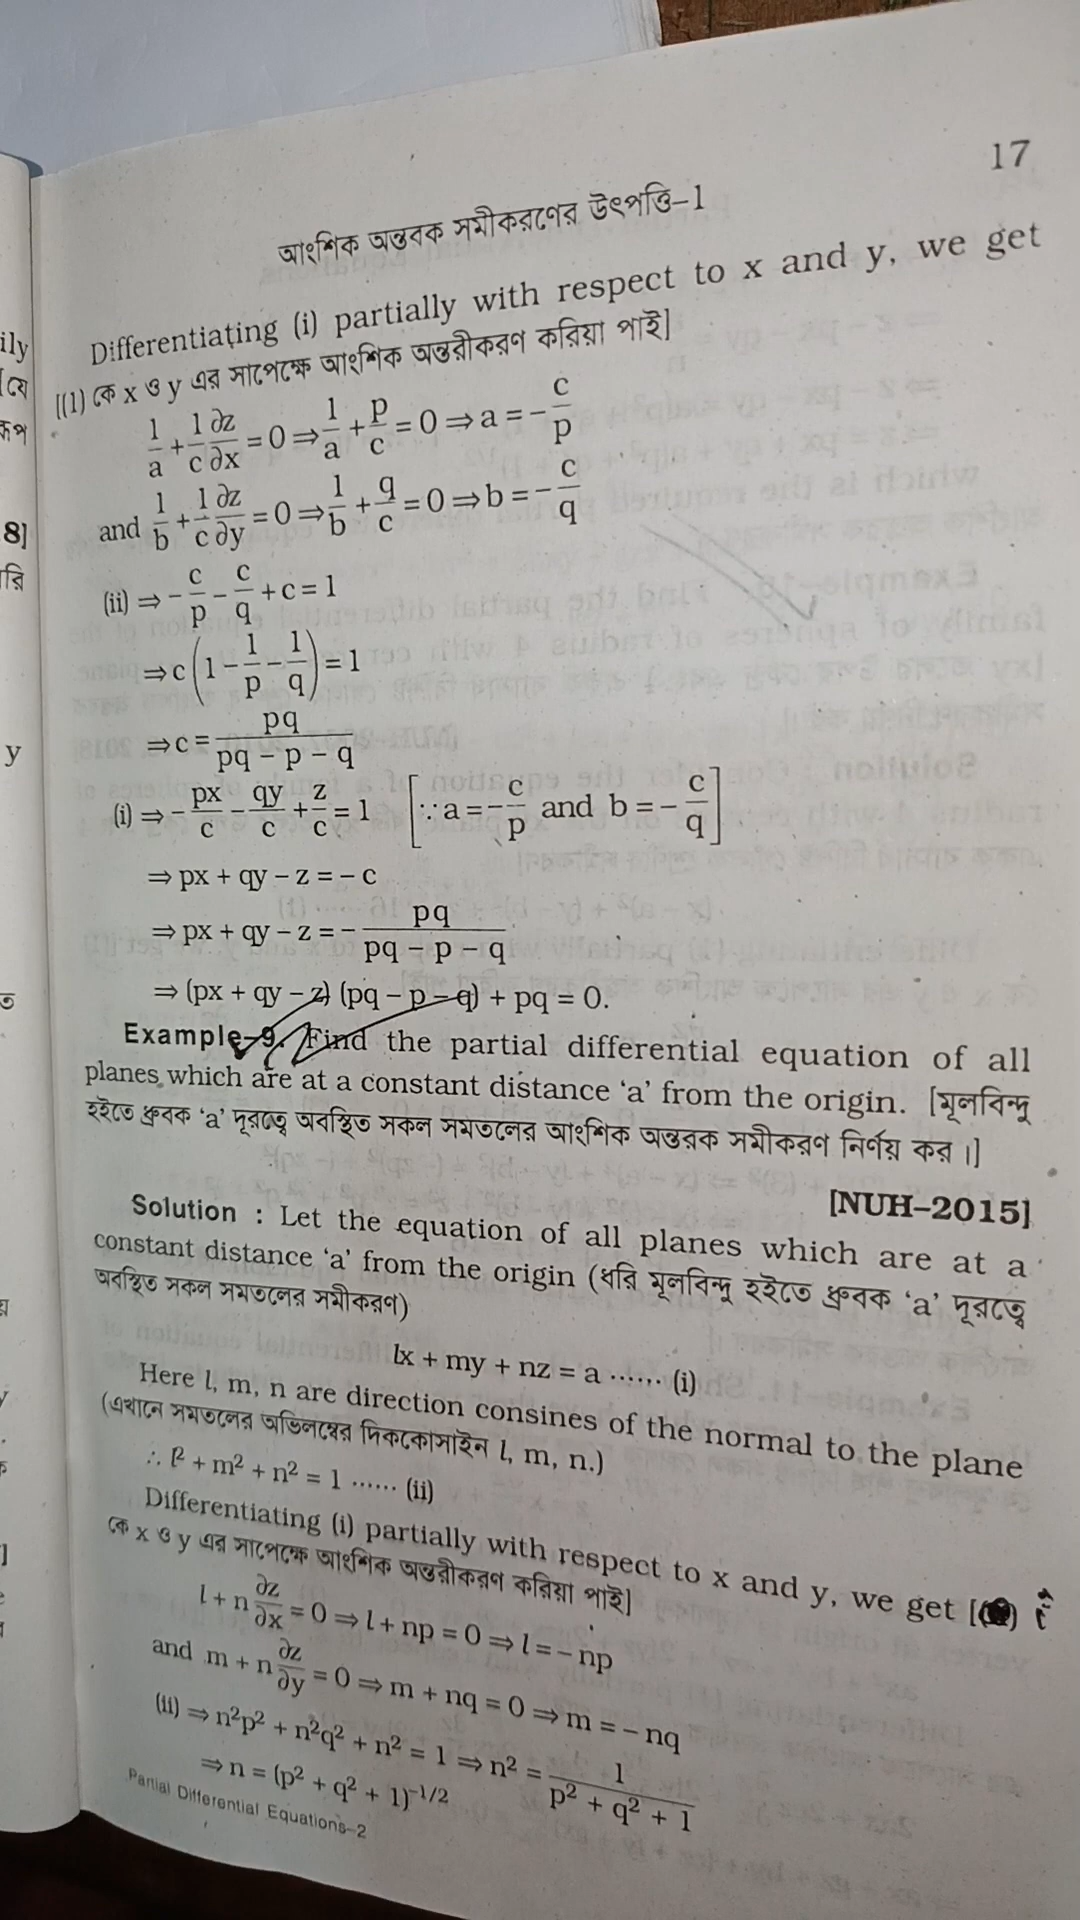 17
আংশিক অন্তরক সমীকরণের উৎপত্তি–1
Differentiating (i) partially with respect to x and y, we get
[(1) কে x ও y এর সাপেক্ষে আংশিক অন্তরীকরণ করিয়া পাই]
1/a + 1/c ∂z/∂x = 0 ⇒ 1/a + p/c = 0 ⇒ a = – c/p
and 1/b + 1/c ∂z/∂y = 0 ⇒ 1/b + q/c = 0 ⇒ b = – c/q
(ii) ⇒ – c/p – c/q + c = 1
⇒ c (1 – 1/p – 1/q) = 1
⇒ c = pq/(pq – p – q)
(i) ⇒ – px/c – qy/c + z/c = 1 [∵ a = – c/p and b = – c/q]
⇒ px + qy – z = – c
⇒ px + qy – z = – pq/(pq – p – q)
⇒ (px + qy – z) (pq – p – q) + pq = 0.
Example–9. Find the partial differential equation of all
planes which are at a constant distance ‘a’ from the origin. [মূলবিন্দু
হইতে ধ্রুবক ‘a’ দূরত্বে অবস্থিত সকল সমতলের আংশিক অন্তরক সমীকরণ নির্ণয় কর।]
[NUH–2015]
Solution : Let the equation of all planes which are at a
constant distance ‘a’ from the origin (ধরি মূলবিন্দু হইতে ধ্রুবক ‘a’ দূরত্বে
অবস্থিত সকল সমতলের সমীকরণ)
lx + my + nz = a ...... (i)
Here l, m, n are direction consines of the normal to the plane
(এখানে সমতলের অভিলম্বের দিককোসাইন l, m, n.)
∴ l² + m² + n² = 1 ...... (ii)
Differentiating (i) partially with respect to x and y, we get [( ) i
কে x ও y এর সাপেক্ষে আংশিক অন্তরীকরণ করিয়া পাই]
l + n ∂z/∂x = 0 ⇒ l + np = 0 ⇒ l = – np
and m + n ∂z/∂y = 0 ⇒ m + nq = 0 ⇒ m = – nq
(ii) ⇒ n²p² + n²q² + n² = 1 ⇒ n² = 1/(p² + q² + 1)
⇒ n = (p² + q² + 1)^–1/2
Partial Differential Equations–2